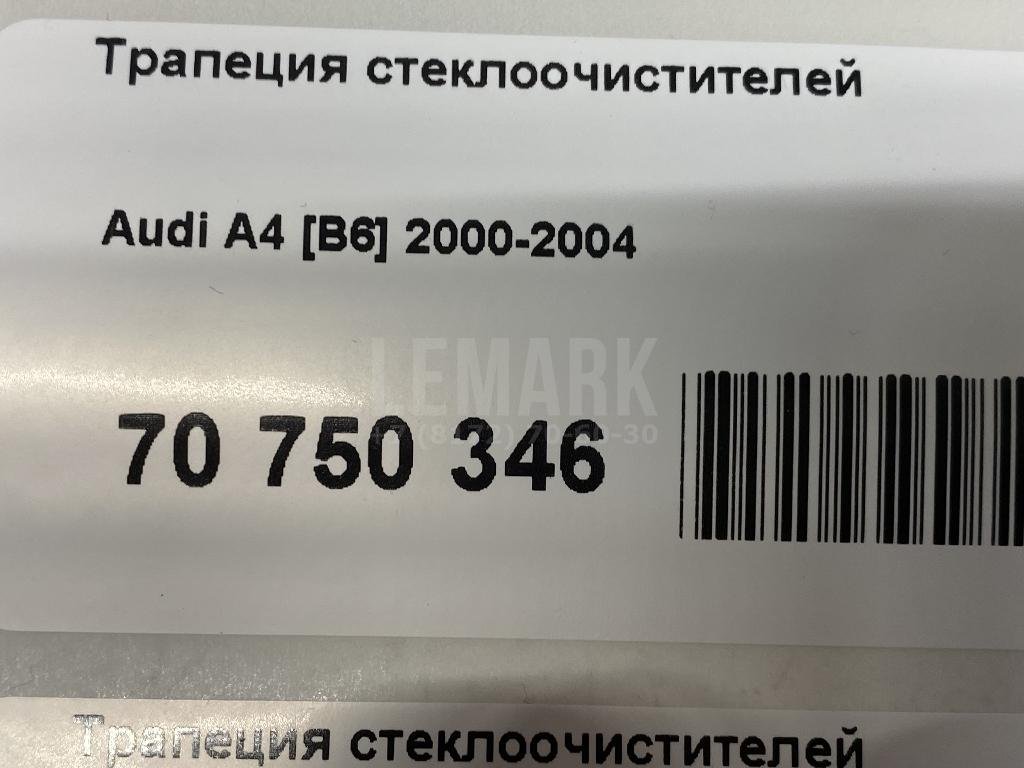 Трапеция стеклоочистителей
Audi A4 [B6] 2000-2004
LEMARK
70 750 346
Трапеция стеклоочистителей